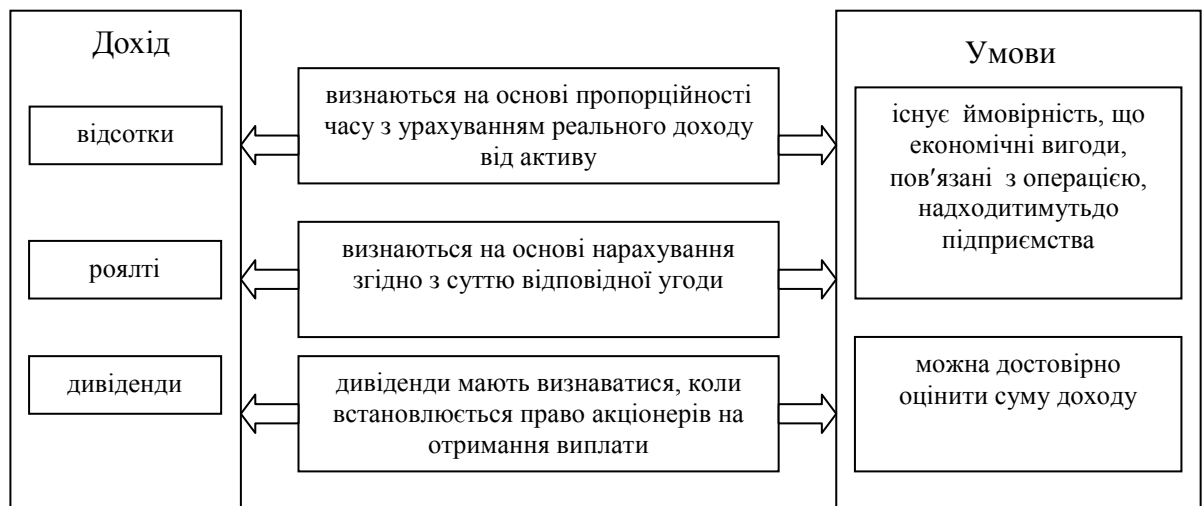 Дохід
відсотки
роялті
дивіденди
визнаються на основі пропорційності
часу з урахуванням реального доходу
від активу
визнаються на основі нарахування
згідно з суттю відповідної угоди
дивіденди мають визнаватися, коли
встановлюється право акціонерів на
отримання виплати
Умови
існує ймовірність, що
економічні вигоди,
пов′язані з операцією,
надходитимутьдо
підприємства
можна достовірно
оцінити суму доходу